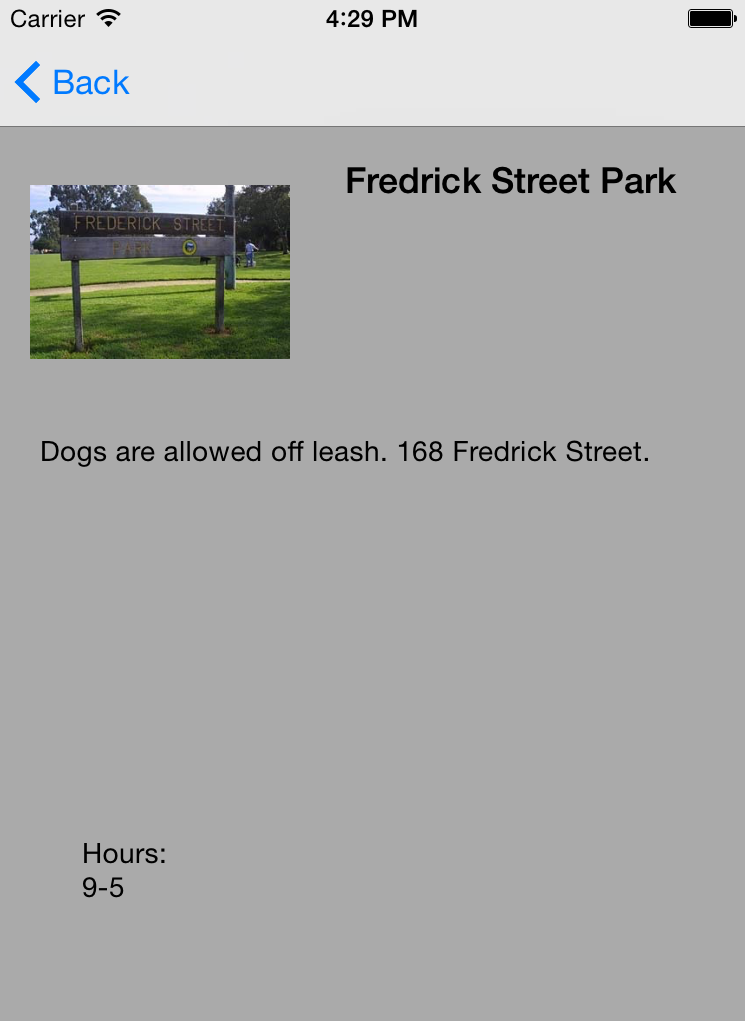 Carrier
4:29 PM
Back
Fredrick Street Park
FREDERICK STREET
PARK
Dogs are allowed off leash. 168 Fredrick Street.
Hours:
9-5